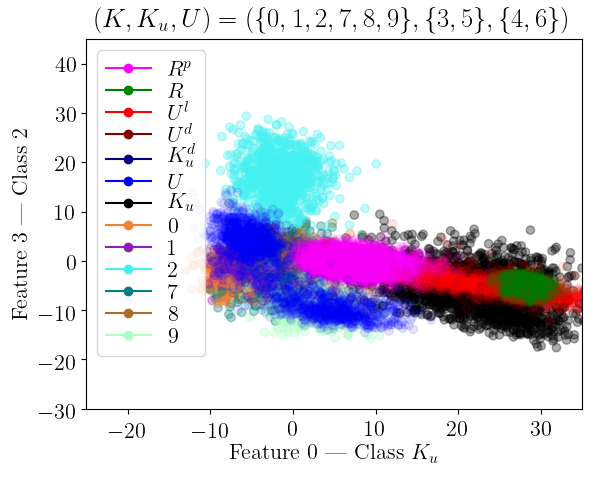 (K, K_u, U) = ({0, 1, 2, 7, 8, 9}, {3, 5}, {4, 6})
Feature 3 — Class 2
40
30
20
10
0
−10
−20
−30
R^p
R
U^l
U^d
K_u^d
U
K_u
0
1
2
7
8
9
−20 −10 0 10 20 30
Feature 0 — Class K_u